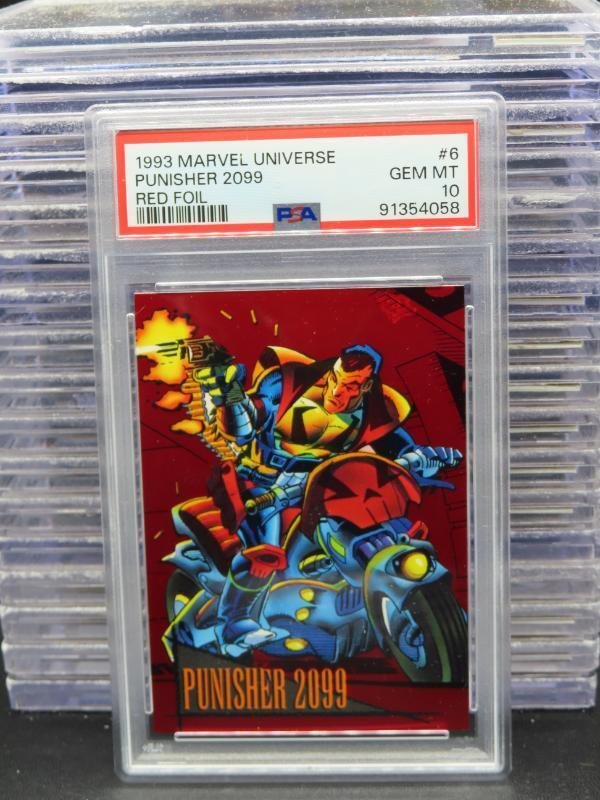 1993 MARVEL UNIVERSE #6
PUNISHER 2099 GEM MT
RED FOIL 10
PSA 91354058
PUNISHER 2099